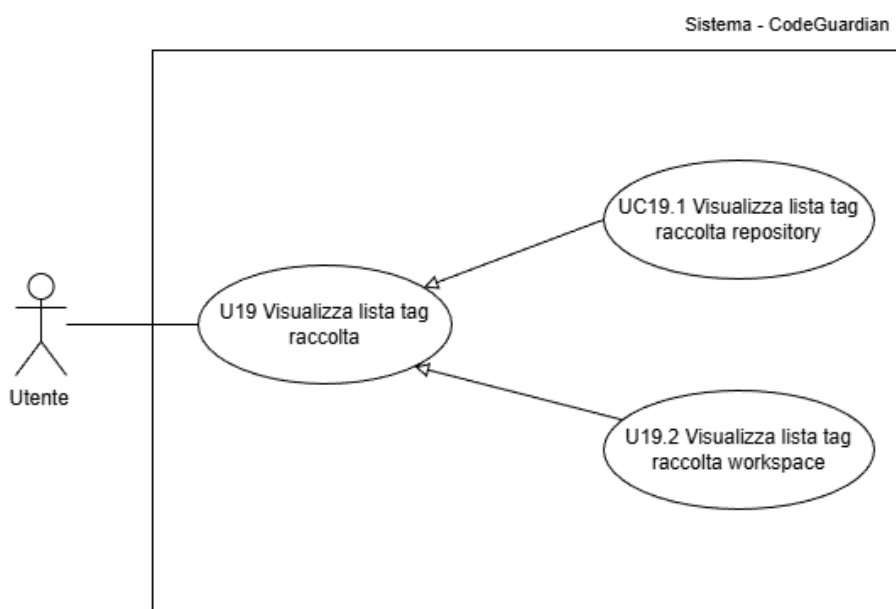 Sistema - CodeGuardian
UC19.1 Visualizza lista tag
raccolta repository
U19 Visualizza lista tag
raccolta
Utente
U19.2 Visualizza lista tag
raccolta workspace